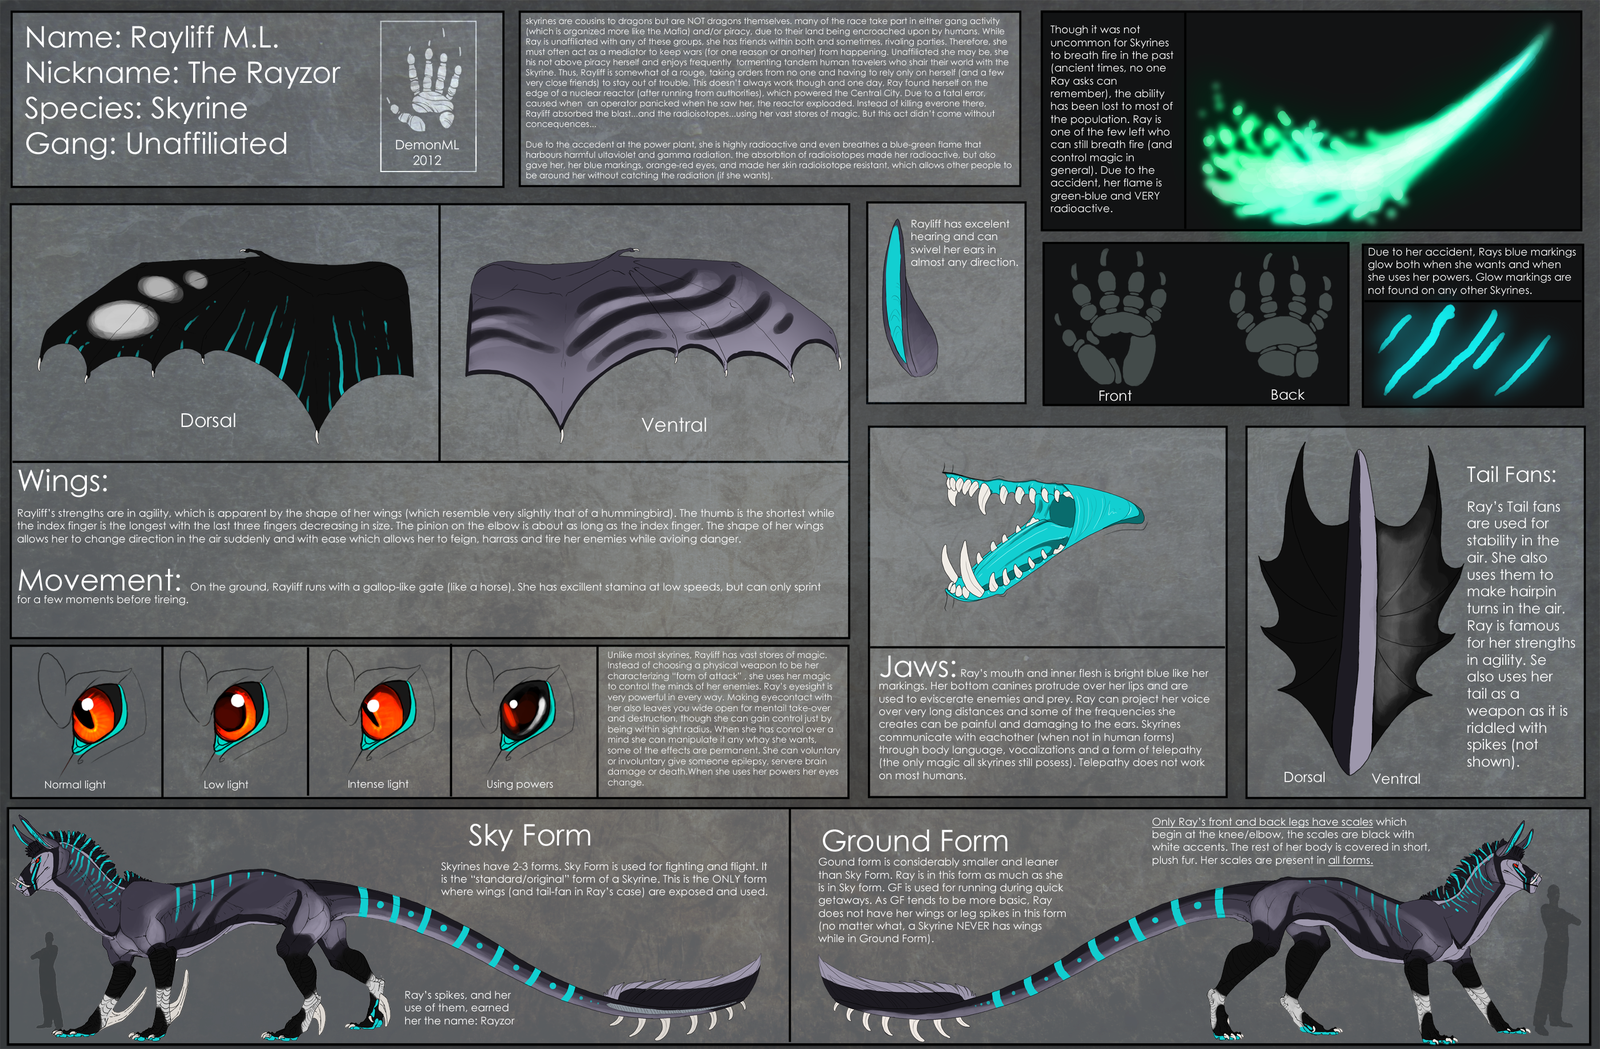 Name: Rayliff M.L.
Nickname: The Rayzor
Species: Skyrine
Gang: Unaffiliated
DemonML
2012
skyrines are cousins to dragons but are NOT dragons themselves, many of the race take part in either gang activity
(which is organized more like the Mafia) and/or piracy, due to their land being encroached upon by humans. While
Ray is unaffiliated with any of these groups, she has friends within both and sometimes, rivaling parties. Therefore, she
must often act as a mediator to keep wars (for one reason or another) from happening. Unaffiliated she may be, she
his not above piracy herself and enjoys frequently tormenting tandem human travelers who shair their world with the
Skyrine. Thus, Rayliff is somewhat of a rouge, taking orders from no one and having to rely only on herself (and a few
very close friends) to stay out of trouble. This doesn't always work though and one day, Ray found herself on the
edge of a nuclear reactor (after running from authorities), which powered the Central City. Due to a fatal error,
caused when an operator panicked when he saw her, the reactor exploaded. Instead of killing everone there,
Rayliff absorbed the blast...and the radioisotopes...using her vast stores of magic. But this act didn't come without
concequences...
Due to the accedent at the power plant, she is highly radioactive and even breathes a blue-green flame that
harbours harmful ultaviolet and gamma radiation, the absorbtion of radioisotopes made her radioactive, but also
gave her, her blue markings, orange-red eyes, and made her skin radioisotope resistant, which allows other people to
be around her without catching the radiation (if she wants).
Though it was not
uncommon for Skyrines
to breath fire in the past
(ancient times, no one
Ray asks can
remember), the ability
has been lost to most of
the population. Ray is
one of the few left who
can still breath fire (and
control magic in
general). Due to the
accident, her flame is
green-blue and VERY
radioactive.
Dorsal
Ventral
Rayliff has excelent
hearing and can
swivel her ears in
almost any direction.
Front
Back
Due to her accident, Rays blue markings
glow both when she wants and when
she uses her powers. Glow markings are
not found on any other Skyrines.
Wings:
Rayliff's strengths are in agility, which is apparent by the shape of her wings (which resemble very slightly that of a hummingbird). The thumb is the shortest while
the index finger is the longest with the last three fingers decreasing in size. The pinion on the elbow is about as long as the index finger. The shape of her wings
allows her to change direction in the air suddenly and with ease which allows her to feign, harrass and tire her enemies while avioing danger.
Movement: On the ground, Rayliff runs with a gallop-like gate (like a horse). She has excillent stamina at low speeds, but can only sprint
for a few moments before tireing.
Normal light
Low light
Intense light
Using powers
Unlike most skyrines, Rayliff has vast stores of magic.
Instead of choosing a physical weapon to be her
characterizing "form of attack" , she uses her magic
to control the minds of her enemies. Ray's eyesight is
very powerful in every way. Making eyecontact with
her also leaves you wide open for mentail take-over
and destruction, though she can gain control just by
being within sight radius. When she has conrol over a
mind she can manipulate it any whay she wants,
some of the effects are permanent. She can voluntary
or involuntary give someone epilepsy, servere brain
damage or death.When she uses her powers her eyes
change.
Jaws: Ray's mouth and inner flesh is bright blue like her
markings. Her bottom canines protrude over her lips and are
used to eviscerate enemies and prey. Ray can project her voice
over very long distances and some of the frequencies she
creates can be painful and damaging to the ears. Skyrines
communicate with eachother (when not in human forms)
through body language, vocalizations and a form of telepathy
(the only magic all skyrines still posess). Telepathy does not work
on most humans.
Tail Fans:
Ray's Tail fans
are used for
stability in the
air. She also
uses them to
make hairpin
turns in the air.
Ray is famous
for her strengths
in agility. Se
also uses her
tail as a
weapon as it is
riddled with
spikes (not
shown).
Dorsal
Ventral
Sky Form
Skyrines have 2-3 forms. Sky Form is used for fighting and flight. It
is the "standard/original" form of a Skyrine. This is the ONLY form
where wings (and tail-fan in Ray's case) are exposed and used.
Ray's spikes, and her
use of them, earned
her the name: Rayzor
Ground Form
Gound form is considerably smaller and leaner
than Sky Form. Ray is in this form as much as she
is in Sky form. GF is used for running during quick
getaways. As GF tends to be more basic, Ray
does not have her wings or leg spikes in this form
(no matter what, a Skyrine NEVER has wings
while in Ground Form).
Only Ray's front and back legs have scales which
begin at the knee/elbow, the scales are black with
white accents. The rest of her body is covered in short,
plush fur. Her scales are present in all forms.